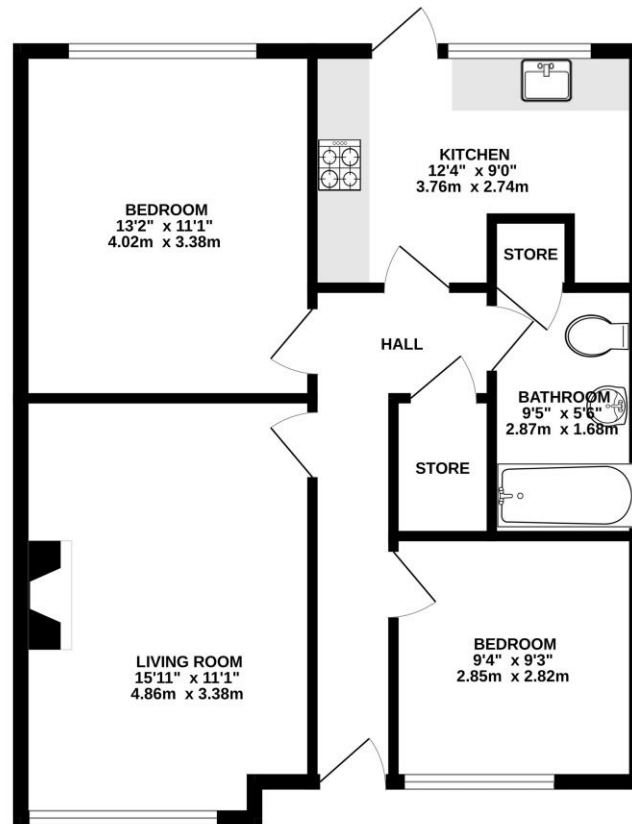 KITCHEN
12'4" x 9'0"
3.76m x 2.74m
BEDROOM
13'2" x 11'1"
4.02m x 3.38m
STORE
HALL
BATHROOM
9'5" x 5'6"
2.87m x 1.68m
STORE
BEDROOM
9'4" x 9'3"
2.85m x 2.82m
LIVING ROOM
15'11" x 11'1"
4.86m x 3.38m